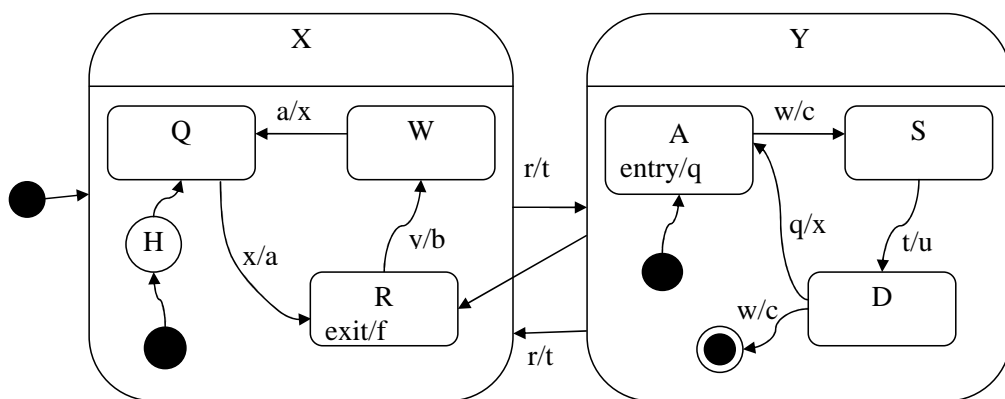 X
Y
a/x
w/c
Q
W
A
S
entry/q
r/t
q/x
H
v/b
t/u
x/a
R
D
exit/f
w/c
r/t